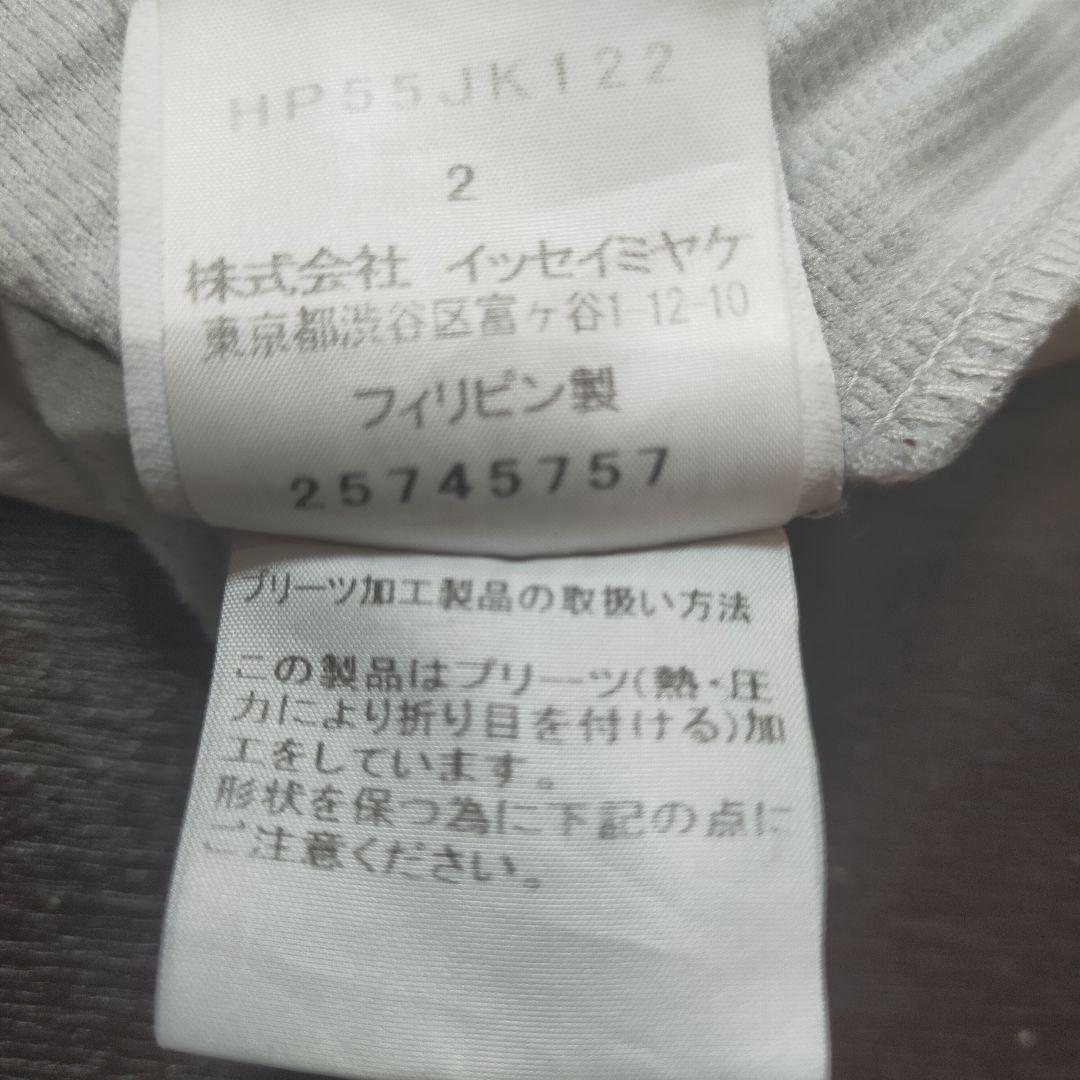 HP55JK122
2
株式会社 イッセイミヤケ
東京都渋谷区富ヶ谷1-12-10
フィリピン製
25745757
プリーツ加工製品の取扱い方法
この製品はプリーツ(熱・圧
力により折り目を付ける)加
工をしています。
形状を保つ為に下記の点に
ご注意ください。